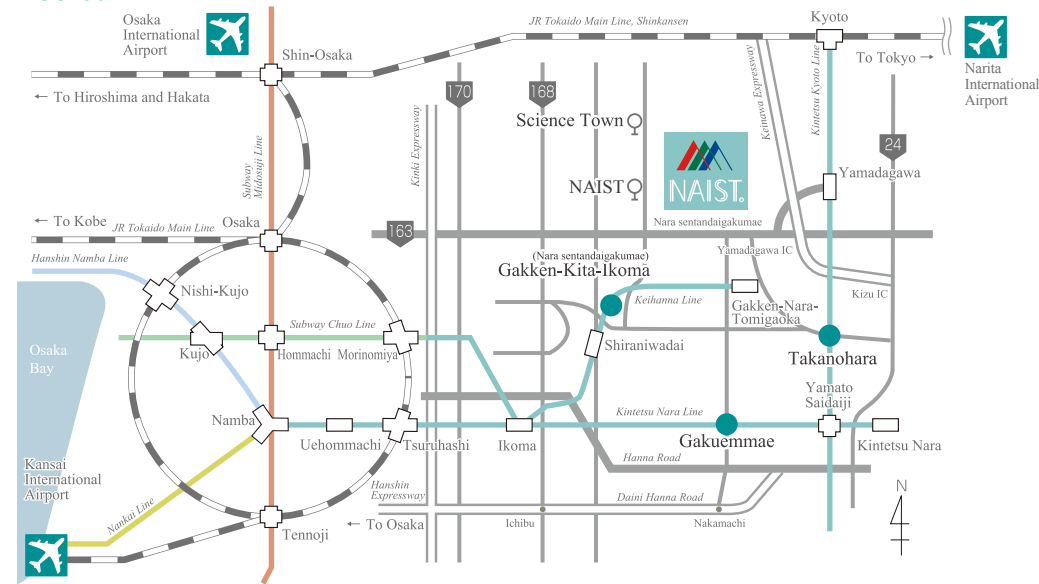 Osaka
International
Airport
JR Tokaido Main Line, Shinkansen
Kyoto
Shin-Osaka
To Tokyo →
Narita
International
Airport
← To Hiroshima and Hakata
170
168
Science Town
Kinki Expressway
Keinawa Expressway
Kintetsu Kyoto Line
24
Subway
Midosuji Line
NAIST
NAIST®
Yamadagawa
← To Kobe
JR Tokaido Main Line
Osaka
163
Nara sentandaigakumae
Yamadagawa IC
Hanshin Namba Line
(Nara sentandaigakumae)
Gakken-Kita-Ikoma
Nishi-Kujo
Keihanna Line
Kizu IC
Gakken-Nara-
Tomigaoka
Subway Chuo Line
Osaka
Bay
Kujo
Hommachi
Morinomiya
Shiraniwadai
Takanohara
Yamato
Saidaiji
Namba
Kintetsu Nara Line
Uehommachi
Tsuruhashi
Ikoma
Gakuemmae
Kintetsu Nara
Kansai
International
Airport
Hanna Road
Hanshin
Expressway
Nankai Line
Daini Hanna Road
← To Osaka
Ichibu
Nakamachi
N
Tennoji